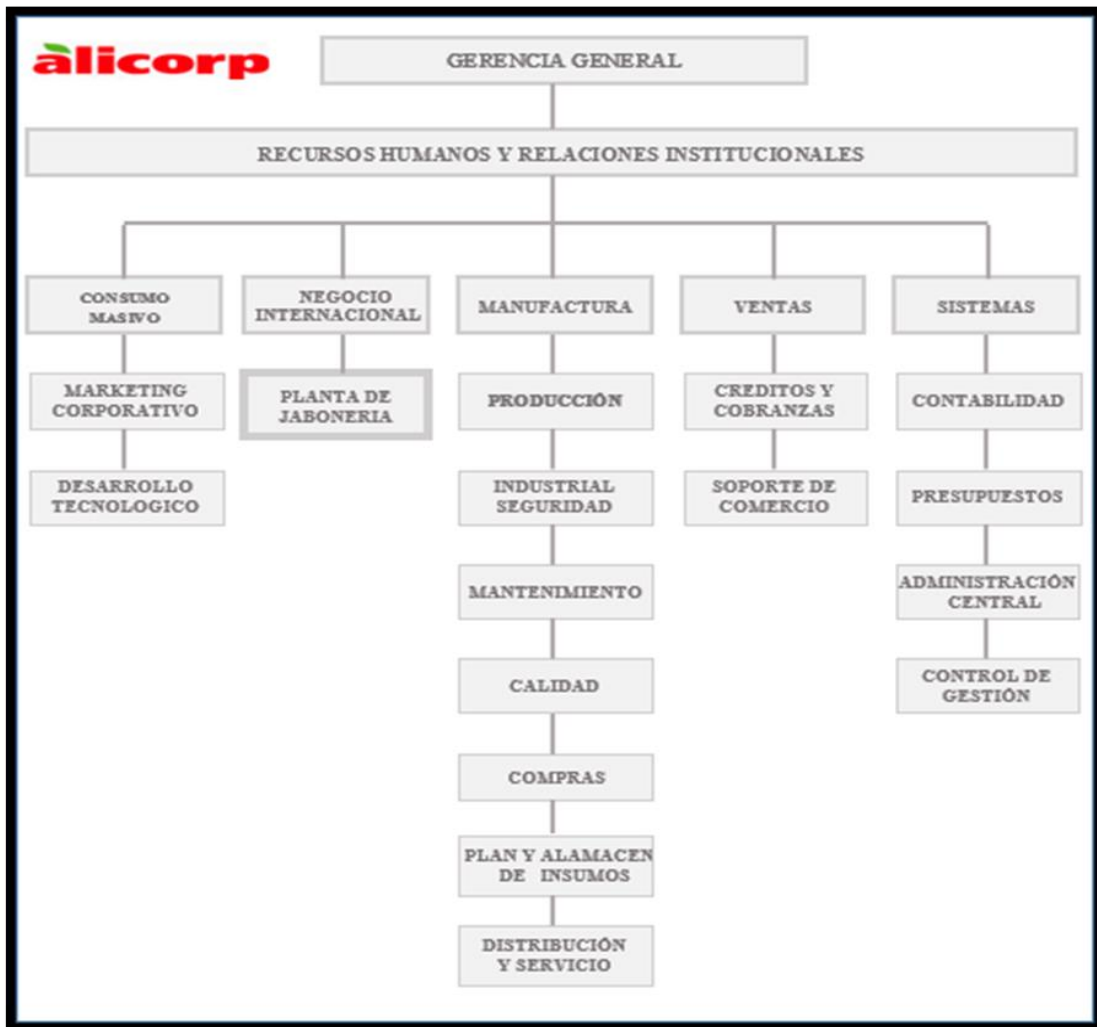 alicorp
GERENCIA GENERAL
RECURSOS HUMANOS Y RELACIONES INSTITUCIONALES
CONSUMO
MASIVO
NEGOCIO
INTERNACIONAL
MANUFACTURA
VENTAS
SISTEMAS
MARKETING
CORPORATIVO
PLANTA DE
JABONERIA
PRODUCCIÓN
CREDITOS Y
COBRANZAS
CONTABILIDAD
DESARROLLO
TECNOLOGICO
INDUSTRIAL
SEGURIDAD
SOPORTE DE
COMERCIO
PRESUPUESTOS
MANTENIMIENTO
ADMINISTRACIÓN
CENTRAL
CALIDAD
CONTROL DE
GESTIÓN
COMPRAS
PLAN Y ALAMACEN
DE INSUMOS
DISTRIBUCIÓN
Y SERVICIO